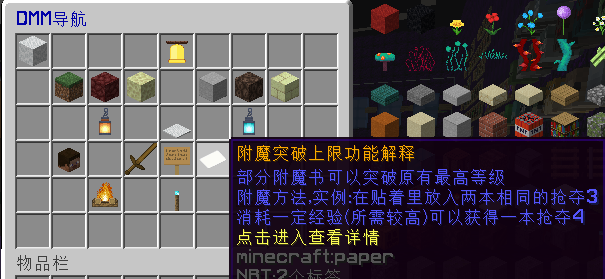 DMM导航
附魔突破上限功能解释
部分附魔书可以突破原有最高等级
附魔方法,实例:在贴着里放入两本相同的抢夺3
消耗一定经验(所需较高)可以获得一本抢夺4
点击进入查看详情
minecraft:paper
NBT:2个标签
物品栏